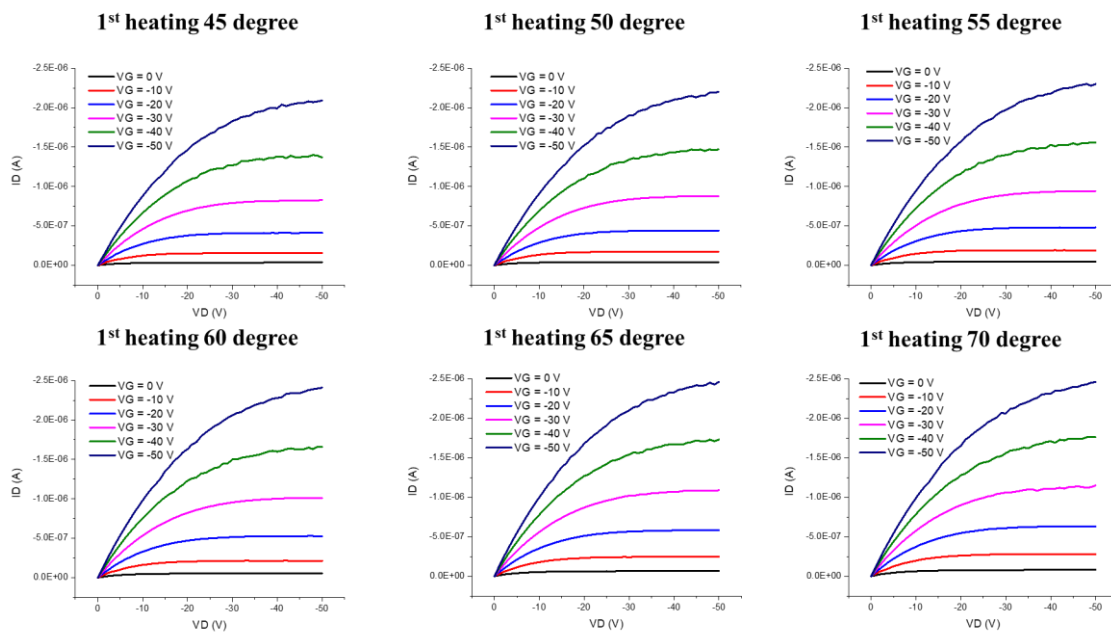 1st heating 45 degree
-2.5E-06
-2.0E-06
-1.5E-06
-1.0E-06
-5.0E-07
0.0E+00
ID (A)
VG = 0 V
VG = -10 V
VG = -20 V
VG = -30 V
VG = -40 V
VG = -50 V
0 -10 -20 -30 -40 -50
VD (V)
1st heating 50 degree
-2.5E-06
-2.0E-06
-1.5E-06
-1.0E-06
-5.0E-07
0.0E+00
ID (A)
VG = 0 V
VG = -10 V
VG = -20 V
VG = -30 V
VG = -40 V
VG = -50 V
0 -10 -20 -30 -40 -50
VD (V)
1st heating 55 degree
-2.5E-06
-2.0E-06
-1.5E-06
-1.0E-06
-5.0E-07
0.0E+00
ID (A)
VG = 0 V
VG = -10 V
VG = -20 V
VG = -30 V
VG = -40 V
VG = -50 V
0 -10 -20 -30 -40 -50
VD (V)
1st heating 60 degree
-2.5E-06
-2.0E-06
-1.5E-06
-1.0E-06
-5.0E-07
0.0E+00
ID (A)
VG = 0 V
VG = -10 V
VG = -20 V
VG = -30 V
VG = -40 V
VG = -50 V
0 -10 -20 -30 -40 -50
VD (V)
1st heating 65 degree
-2.5E-06
-2.0E-06
-1.5E-06
-1.0E-06
-5.0E-07
0.0E+00
ID (A)
VG = 0 V
VG = -10 V
VG = -20 V
VG = -30 V
VG = -40 V
VG = -50 V
0 -10 -20 -30 -40 -50
VD (V)
1st heating 70 degree
-2.5E-06
-2.0E-06
-1.5E-06
-1.0E-06
-5.0E-07
0.0E+00
ID (A)
VG = 0 V
VG = -10 V
VG = -20 V
VG = -30 V
VG = -40 V
VG = -50 V
0 -10 -20 -30 -40 -50
VD (V)